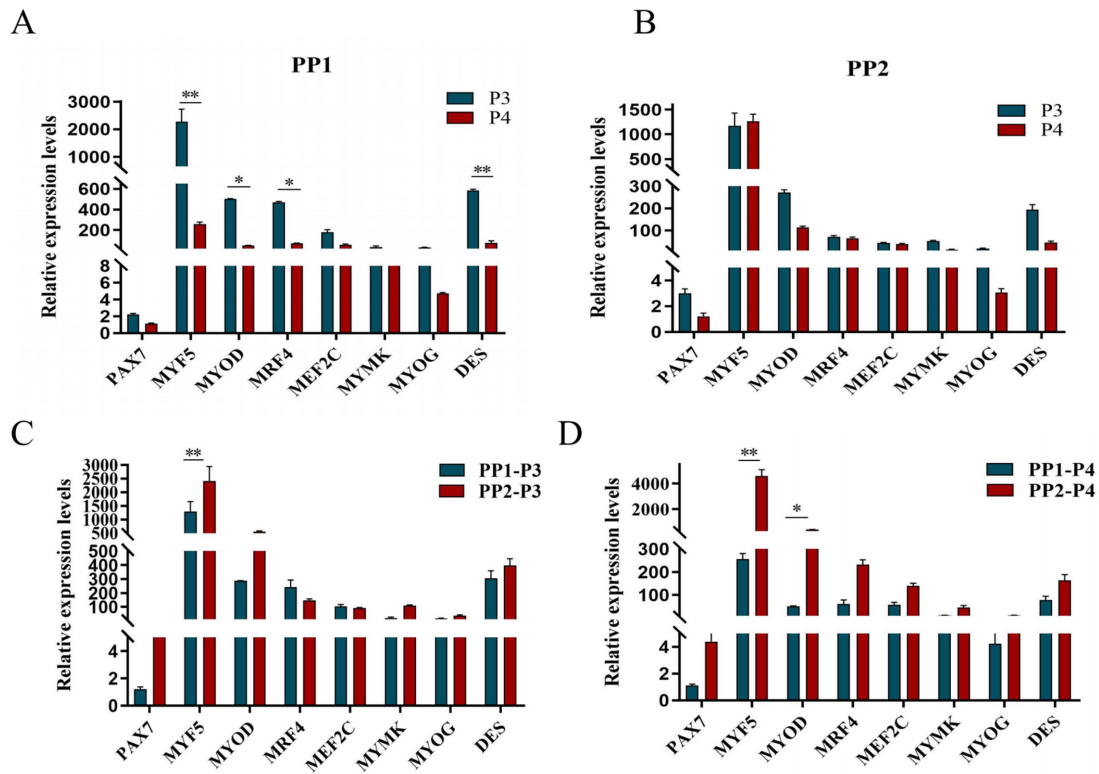 A
PP1
P3
P4
Relative expression levels
3000
2000
1000
600
400
200
8
6
4
2
0
**
*
*
**
PAX7
MYF5
MYOD
MRF4
MEF2C
MYMK
MYOG
DES
B
PP2
P3
P4
Relative expression levels
1500
1000
500
300
200
100
4
2
0
PAX7
MYF5
MYOD
MRF4
MEF2C
MYMK
MYOG
DES
C
PP1-P3
PP2-P3
Relative expression levels
3000
2500
2000
1500
1000
500
500
400
300
200
100
4
2
0
**
PAX7
MYF5
MYOD
MRF4
MEF2C
MYMK
MYOG
DES
D
PP1-P4
PP2-P4
Relative expression levels
4000
2000
300
200
100
4
2
0
**
*
PAX7
MYF5
MYOD
MRF4
MEF2C
MYMK
MYOG
DES